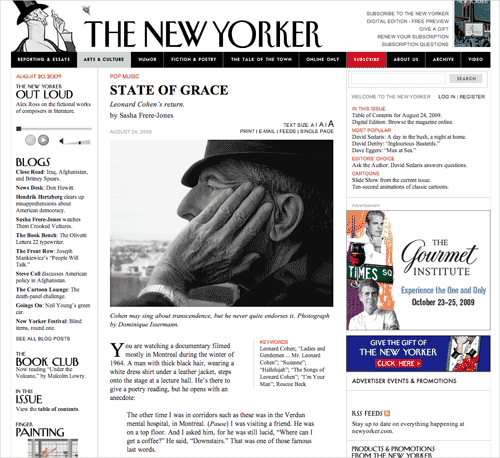 THE NEW YORKER
SUBSCRIBE TO THE NEW YORKER
DIGITAL EDITION - FREE PREVIEW
GIVE A GIFT
RENEW YOUR SUBSCRIPTION
SUBSCRIPTION QUESTIONS
REPORTING & ESSAYS
ARTS & CULTURE
HUMOR
FICTION & POETRY
THE TALK OF THE TOWN
ONLINE ONLY
SUBSCRIBE
ABOUT US
ARCHIVE
VIDEO
AUGUST 20, 2009
THE NEW YORKER
OUT LOUD
Alex Ross on the fictional works
of composers in literature.
BLOGS
Close Read: Iraq, Afghanistan,
and Britney Spears.
News Desk: Don Hewitt.
Hendrik Hertzberg clears up
misapprehensions about
American democracy.
Sasha Frere-Jones watches
Them Crooked Vultures.
The Book Bench: The Olivetti
Lettera 22 typewriter.
The Front Row: Joseph
Mankiewicz's "People Will
Talk."
Steve Coll discusses American
policy in Afghanistan.
The Cartoon Lounge: The
death-panel challenge.
Goings On: Neil Young's green
car.
New Yorker Festival: Blind
items, round one.
SEE ALL BLOG POSTS
THE
BOOK CLUB
Now reading "Under the
Volcano," by Malcolm Lowry.
IN THIS
ISSUE
View the table of contents.
FINGER
PAINTING
POP MUSIC
STATE OF GRACE
Leonard Cohen's return.
by Sasha Frere-Jones
AUGUST 24, 2009
TEXT SIZE: A | A | A
PRINT | E-MAIL | FEEDS | SINGLE PAGE
Cohen may sing about transcendence, but he never quite endorses it. Photograph
by Dominique Issermann.
You are watching a documentary filmed
mostly in Montreal during the winter of
1964. A man with thick black hair, wearing a
white dress shirt under a leather jacket, steps
onto the stage at a lecture hall. He's there to
give a poetry reading, but he opens with an
anecdote:
KEYWORDS
Leonard Cohen; "Ladies and
Gentlemen ... Mr. Leonard
Cohen"; "Suzanne";
"Hallelujah"; "The Songs of
Leonard Cohen"; "I'm Your
Man"; Roscoe Beck
The other time I was in corridors such as these was in the Verdun
mental hospital, in Montreal. (Pause) I was visiting a friend. He was
on a top floor. And I asked him, for he was still lucid, "Where can I
get a coffee?" He said, "Downstairs." That was one of those famous
last words.
SEARCH
WELCOME TO THE NEW YORKER
LOG IN | REGISTER
IN THIS ISSUE
Table of Contents for August 24, 2009.
Digital Edition: Browse the magazine online.
MOST POPULAR
David Sedaris: A day in the bush, a night at home.
David Denby: "Inglourious Basterds."
Dave Eggers: "Max at Sea."
EDITORS' CHOICE
Ask the Author: David Sedaris answers questions.
CARTOONS
Slide Show from the current issue.
Ten-second animations of classic cartoons.
Advertisement
TIMES SQ
THE
Gourmet
INSTITUTE
Experience the One and Only
October 23-25, 2009
GIVE THE GIFT OF
THE NEW YORKER
CLICK HERE
ADVERTISER EVENTS & PROMOTIONS
RSS FEEDS
Stay up to date on everything happening at
newyorker.com.
PRODUCTS & PROMOTIONS